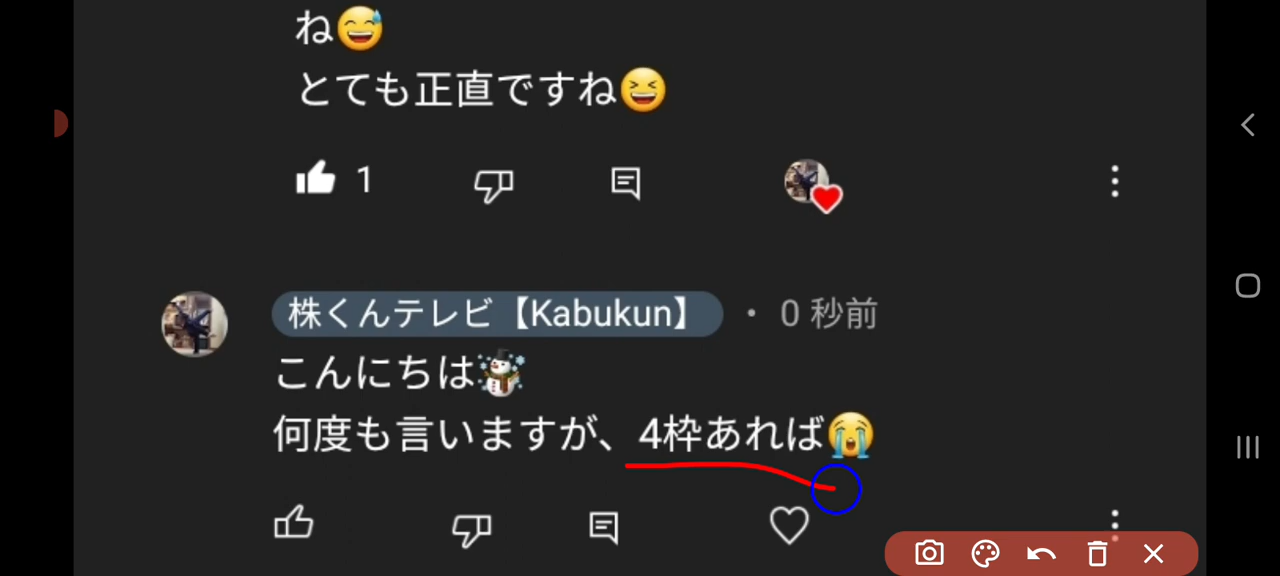 ね😅
とても正直ですね😆
1
株くんテレビ【Kabukun】 ・ 0 秒前
こんにちは☃️
何度も言いますが、4枠あれば😭